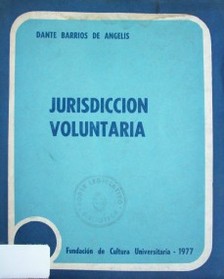 DANTE BARRIOS DE ANGELIS
JURISDICCION
VOLUNTARIA
Fundación de Cultura Universitaria - 1977